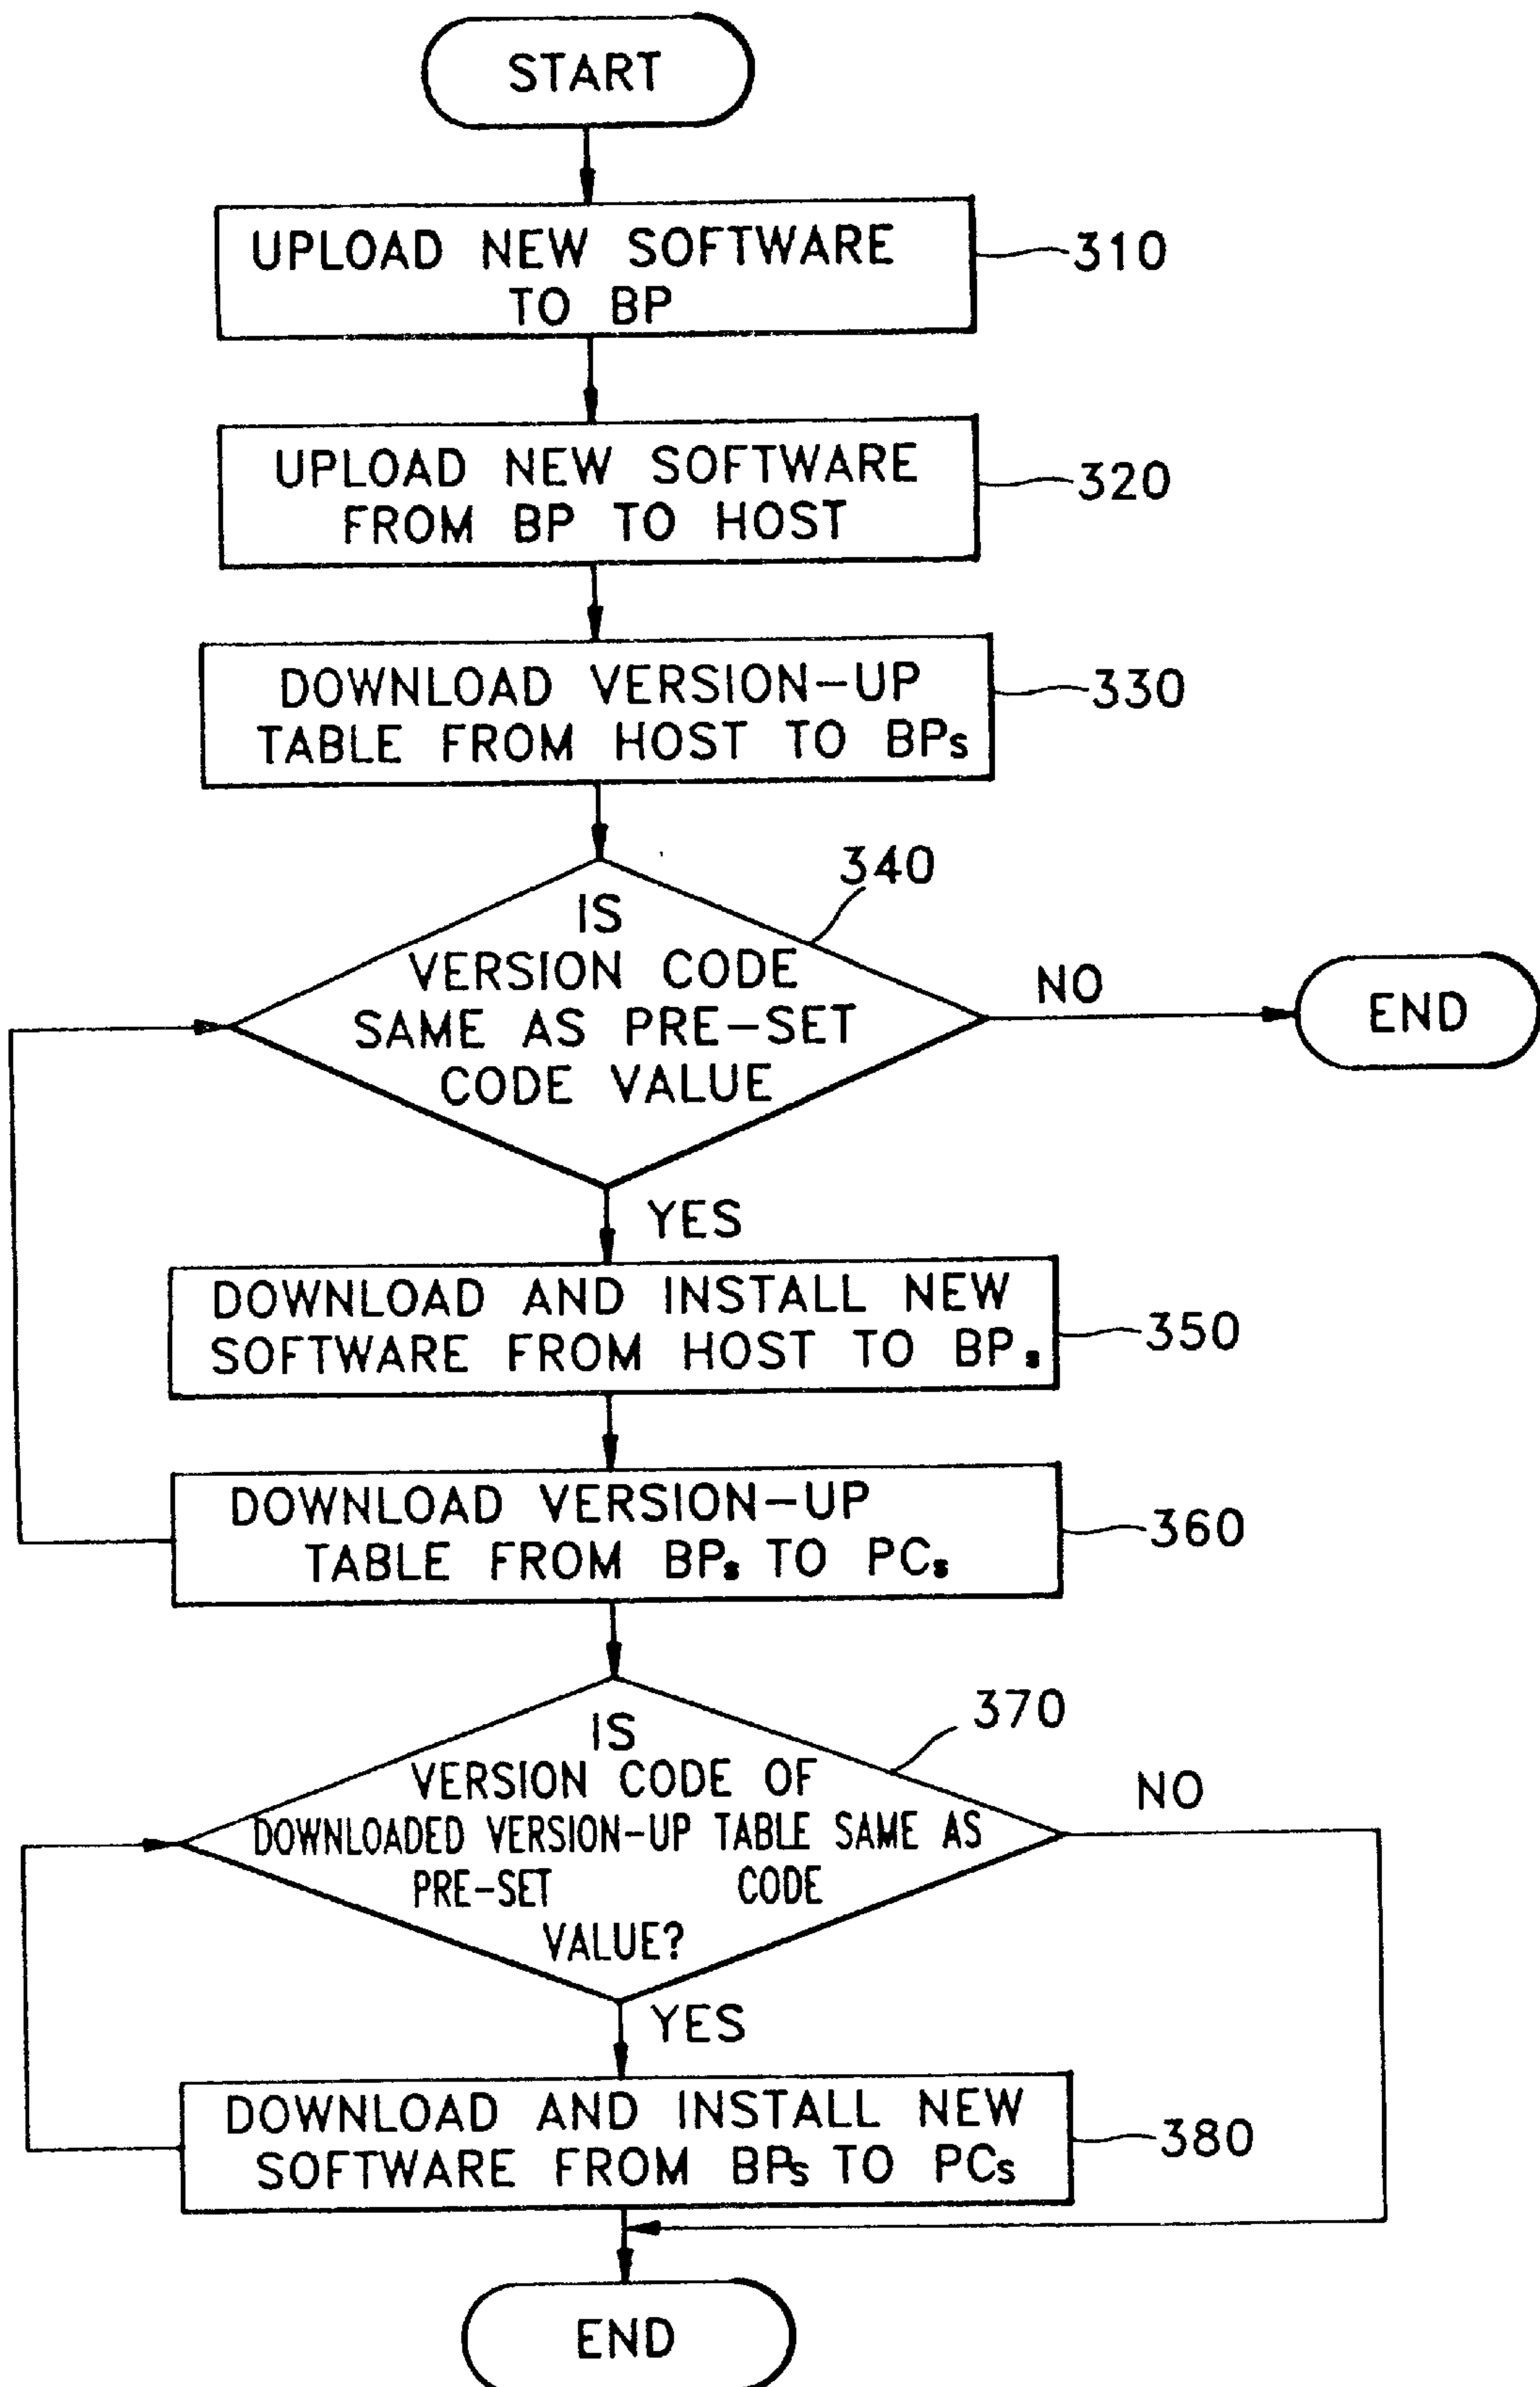 START
UPLOAD NEW SOFTWARE
TO BP
310
UPLOAD NEW SOFTWARE
FROM BP TO HOST
320
DOWNLOAD VERSION-UP
TABLE FROM HOST TO BPs
330
340
IS
VERSION CODE
SAME AS PRE-SET
CODE VALUE
NO
END
YES
DOWNLOAD AND INSTALL NEW
SOFTWARE FROM HOST TO BPs
350
DOWNLOAD VERSION-UP
TABLE FROM BPs TO PCs
360
370
IS
VERSION CODE OF
DOWNLOADED VERSION-UP TABLE SAME AS
PRE-SET CODE
VALUE?
NO
YES
DOWNLOAD AND INSTALL NEW
SOFTWARE FROM BPs TO PCs
380
END